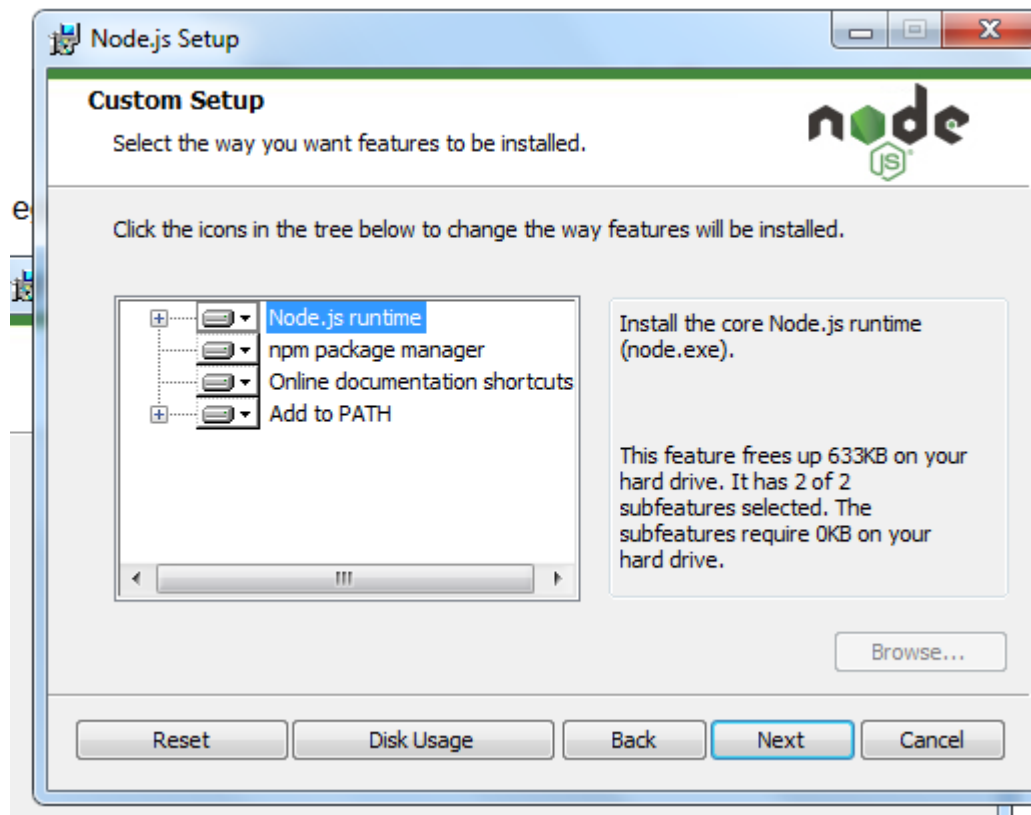 Node.js Setup
Custom Setup
Select the way you want features to be installed.
node
JS
Click the icons in the tree below to change the way features will be installed.
Node.js runtime
npm package manager
Online documentation shortcuts
Add to PATH
Install the core Node.js runtime
(node.exe).
This feature frees up 633KB on your
hard drive. It has 2 of 2
subfeatures selected. The
subfeatures require 0KB on your
hard drive.
Browse...
Reset Disk Usage Back Next Cancel